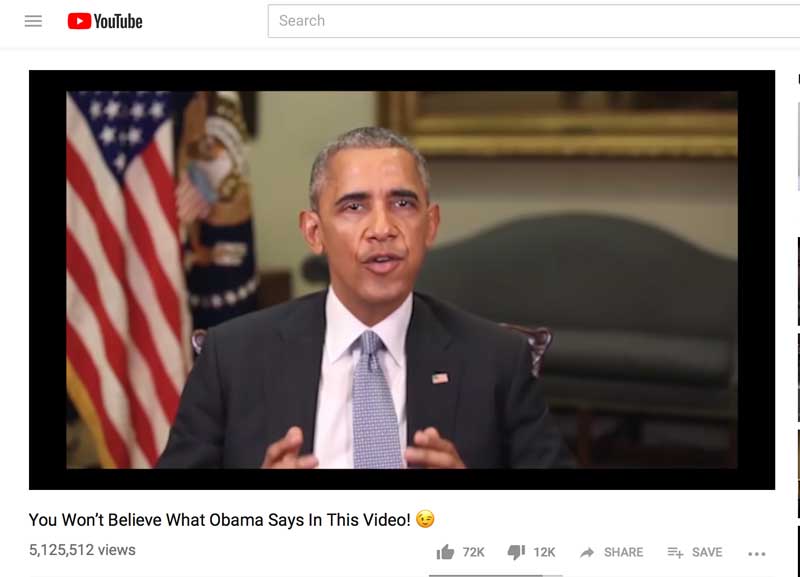 YouTube
Search
You Won't Believe What Obama Says In This Video! 😉
5,125,512 views
72K
12K
SHARE
SAVE